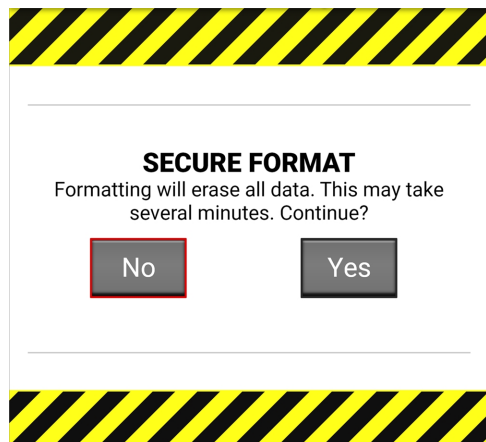 SECURE FORMAT
Formatting will erase all data. This may take
several minutes. Continue?
No
Yes